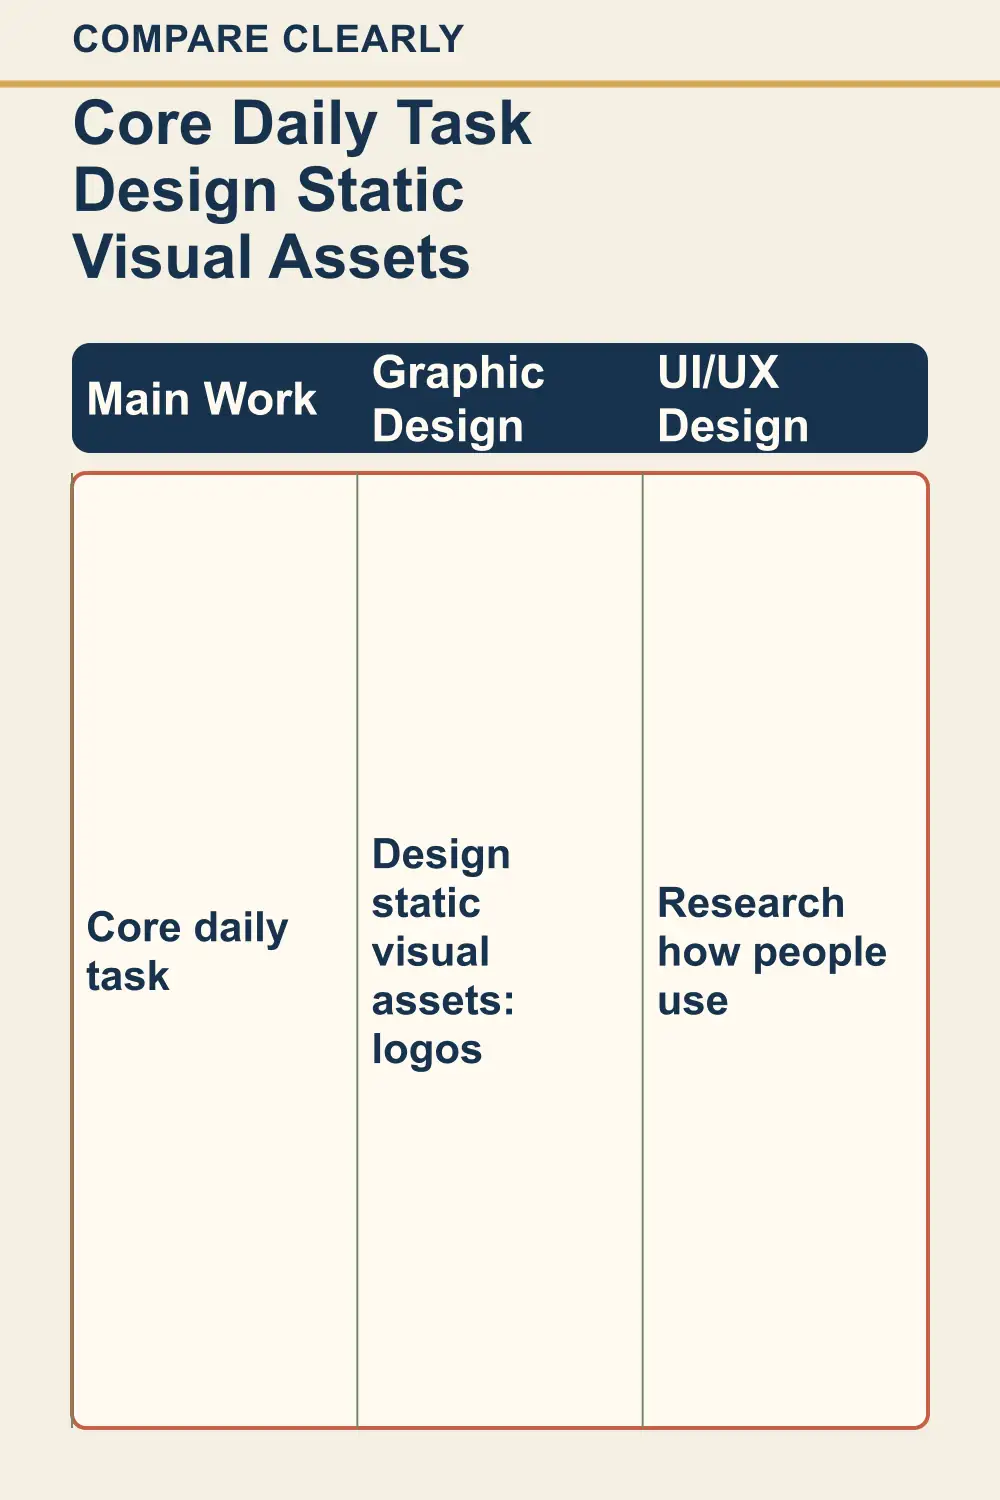 COMPARE CLEARLY
Core Daily Task
Design Static
Visual Assets
Main Work
Graphic
Design
UI/UX
Design
Core daily
task
Design
static
visual
assets:
logos
Research
how people
use